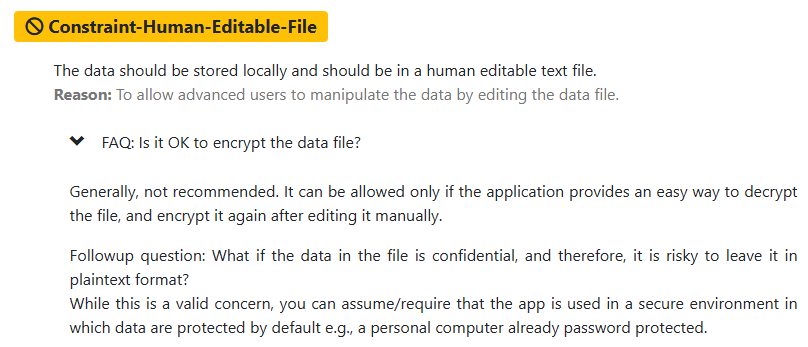 Constraint-Human-Editable-File
The data should be stored locally and should be in a human editable text file.
Reason: To allow advanced users to manipulate the data by editing the data file.
FAQ: Is it OK to encrypt the data file?
Generally, not recommended. It can be allowed only if the application provides an easy way to decrypt
the file, and encrypt it again after editing it manually.
Followup question: What if the data in the file is confidential, and therefore, it is risky to leave it in
plaintext format?
While this is a valid concern, you can assume/require that the app is used in a secure environment in
which data are protected by default e.g., a personal computer already password protected.